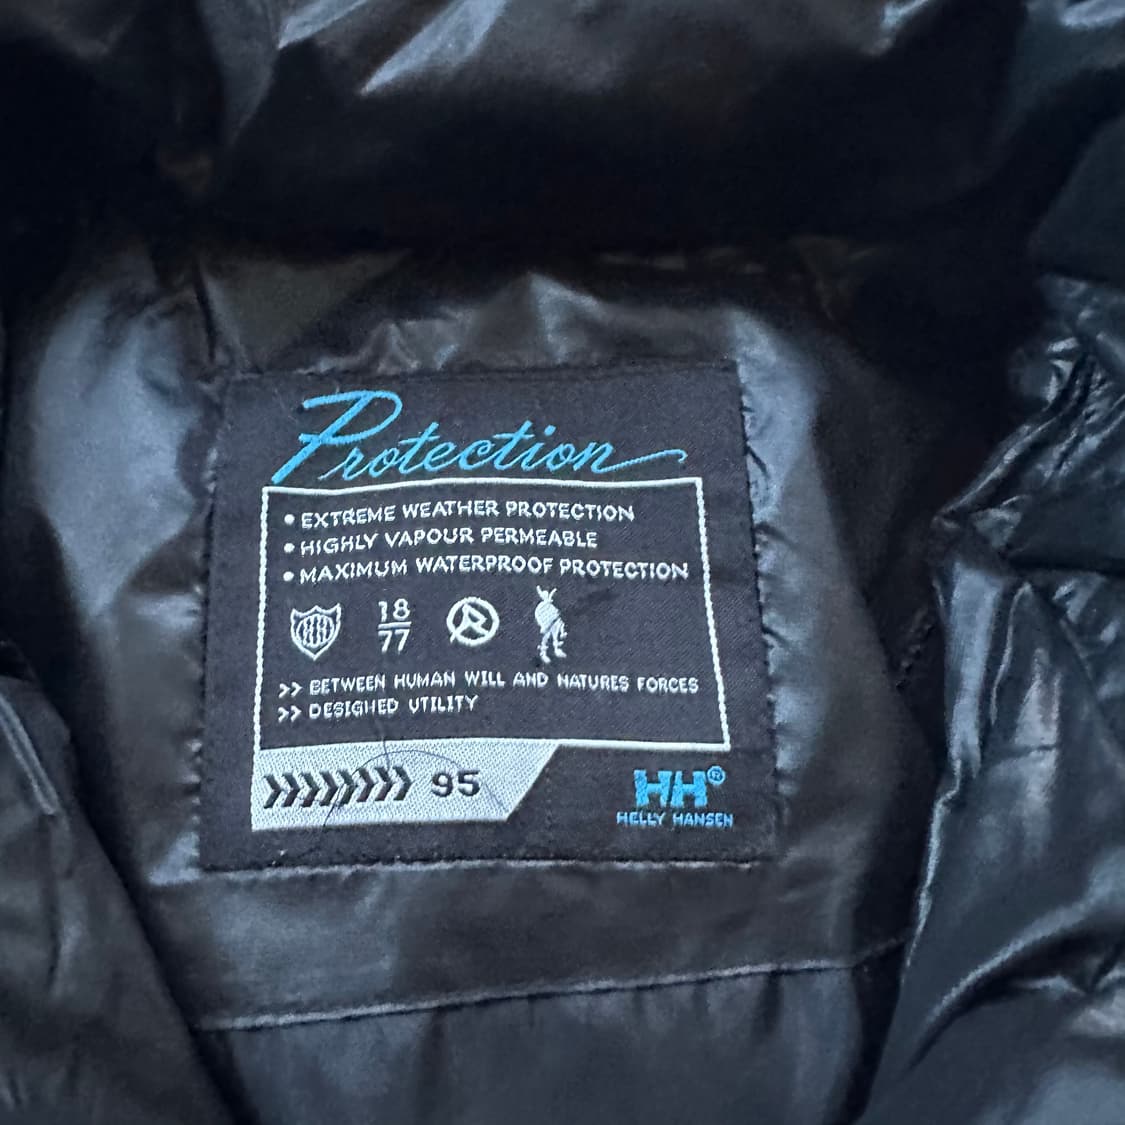 Protection
• EXTREME WEATHER PROTECTION
• HIGHLY VAPOUR PERMEABLE
• MAXIMUM WATERPROOF PROTECTION
18
77
>> BETWEEN HUMAN WILL AND NATURES FORCES
>> DESIGNED UTILITY
95
HH®
HELLY HANSEN